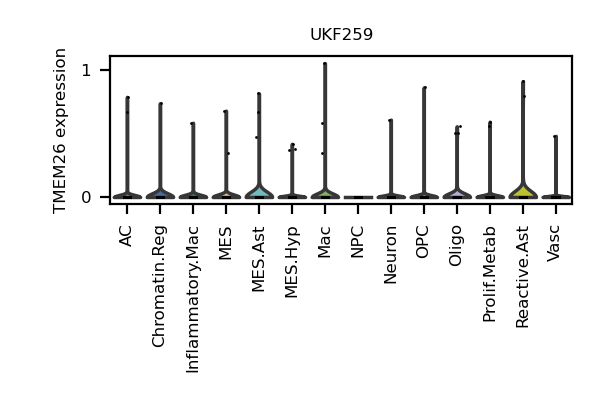 UKF259
TMEM26 expression
1
0
AC
Chromatin.Reg
Inflammatory.Mac
MES
MES.Ast
MES.Hyp
Mac
NPC
Neuron
OPC
Oligo
Prolif.Metab
Reactive.Ast
Vasc